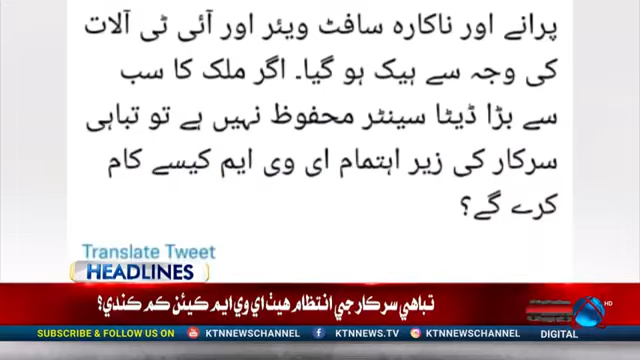 پرانے اور ناکارہ سافٹ ویئر اور آئی ٹی آلات
کی وجہ سے ہیک ہو گیا۔ اگر ملک کا سب
سے بڑا ڈیٹا سینٹر محفوظ نہیں ہے تو تباہی
سرکار کی زیر اہتمام ای وی ایم کیسے کام
کرے گے؟
Translate Tweet
HEADLINES
تباهي سرڪار جي انتظام هيٺ اي وي ايم ڪيئن ڪم ڪندي؟
HD
SUBSCRIBE & FOLLOW US ON KTNNEWSCHANNEL KTNNEWS.TV KTNNEWSCHANNEL DIGITAL